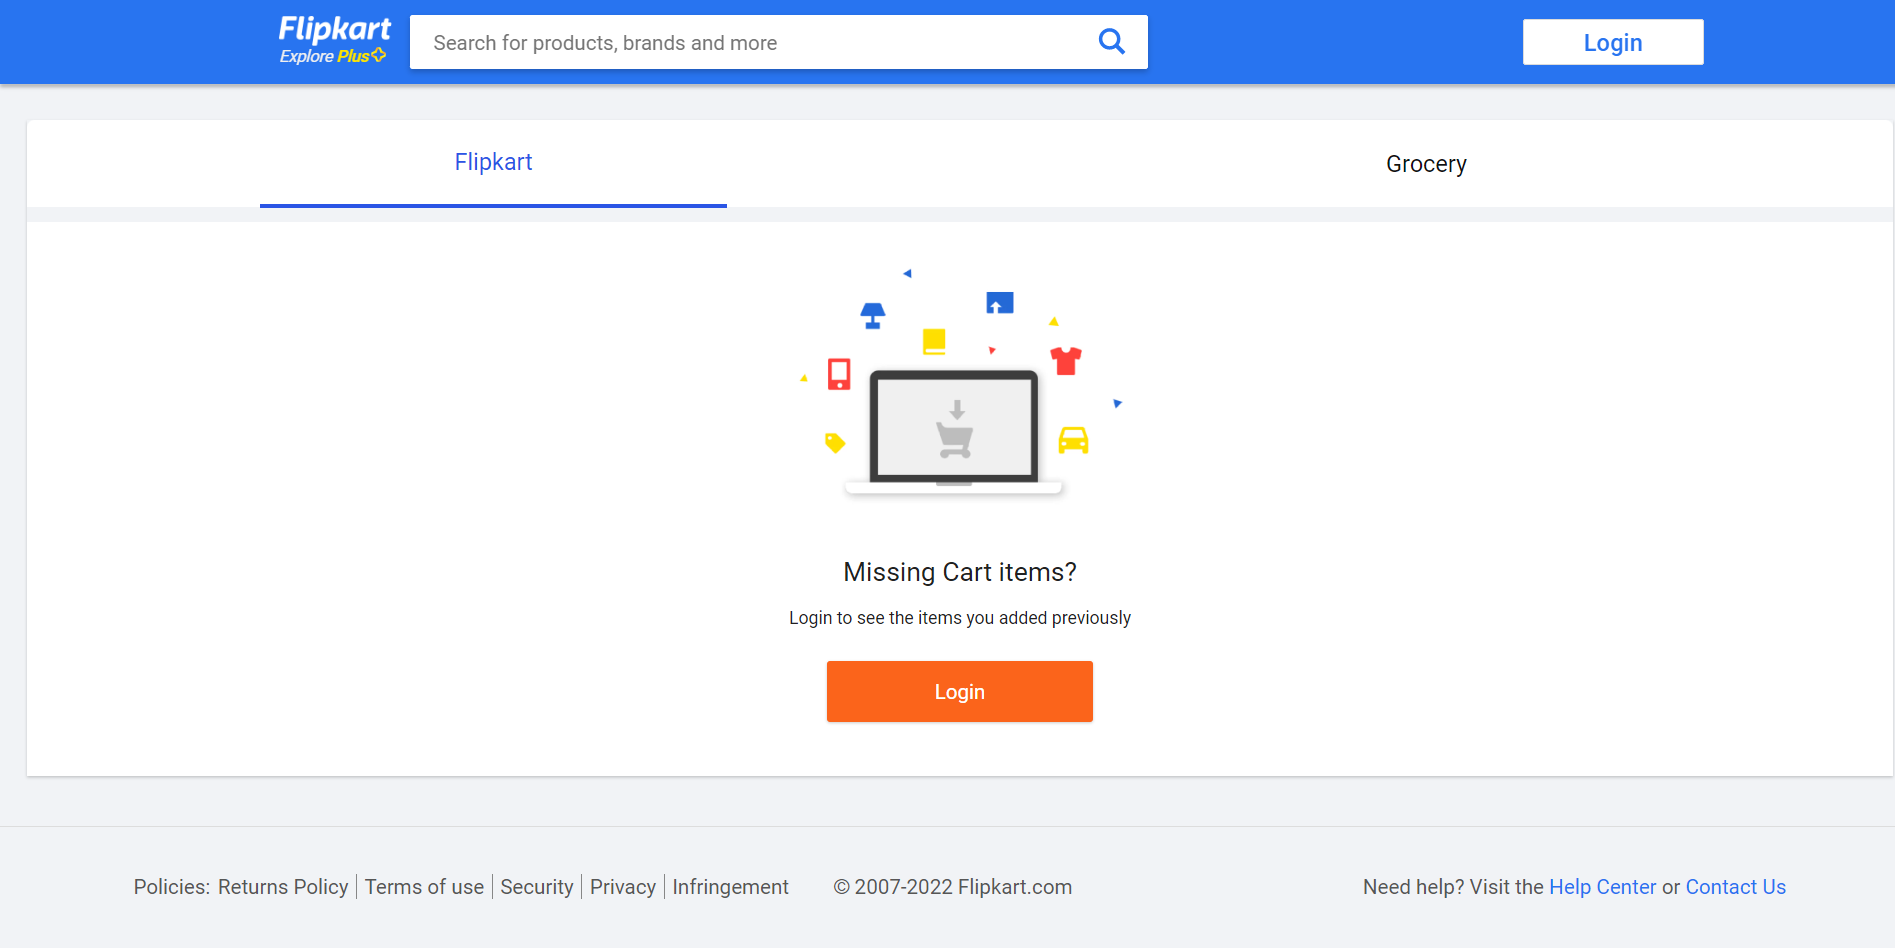 Flipkart
Explore Plus
Search for products, brands and more
Login
Flipkart
Grocery
Missing Cart items?
Login to see the items you added previously
Login
Policies: Returns Policy | Terms of use | Security | Privacy | Infringement © 2007-2022 Flipkart.com Need help? Visit the Help Center or Contact Us